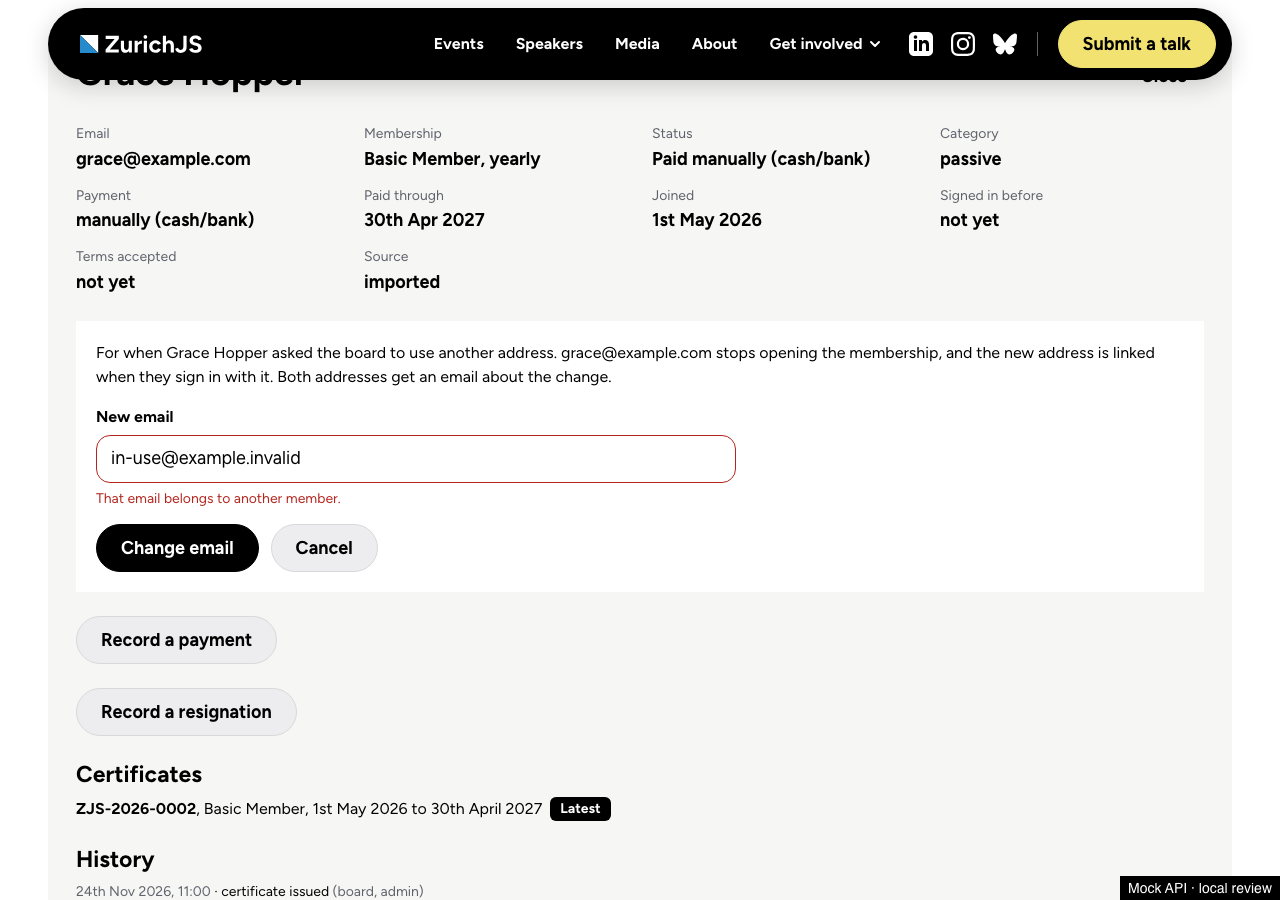 ZurichJS
Events
Speakers
Media
About
Get involved
Submit a talk
Grace Hopper
Close
Email
grace@example.com
Membership
Basic Member, yearly
Status
Paid manually (cash/bank)
Category
passive
Payment
manually (cash/bank)
Paid through
30th Apr 2027
Joined
1st May 2026
Signed in before
not yet
Terms accepted
not yet
Source
imported
For when Grace Hopper asked the board to use another address. grace@example.com stops opening the membership, and the new address is linked
when they sign in with it. Both addresses get an email about the change.
New email
in-use@example.invalid
That email belongs to another member.
Change email
Cancel
Record a payment
Record a resignation
Certificates
ZJS-2026-0002, Basic Member, 1st May 2026 to 30th April 2027 Latest
History
24th Nov 2026, 11:00 · certificate issued (board, admin)
Mock API · local review